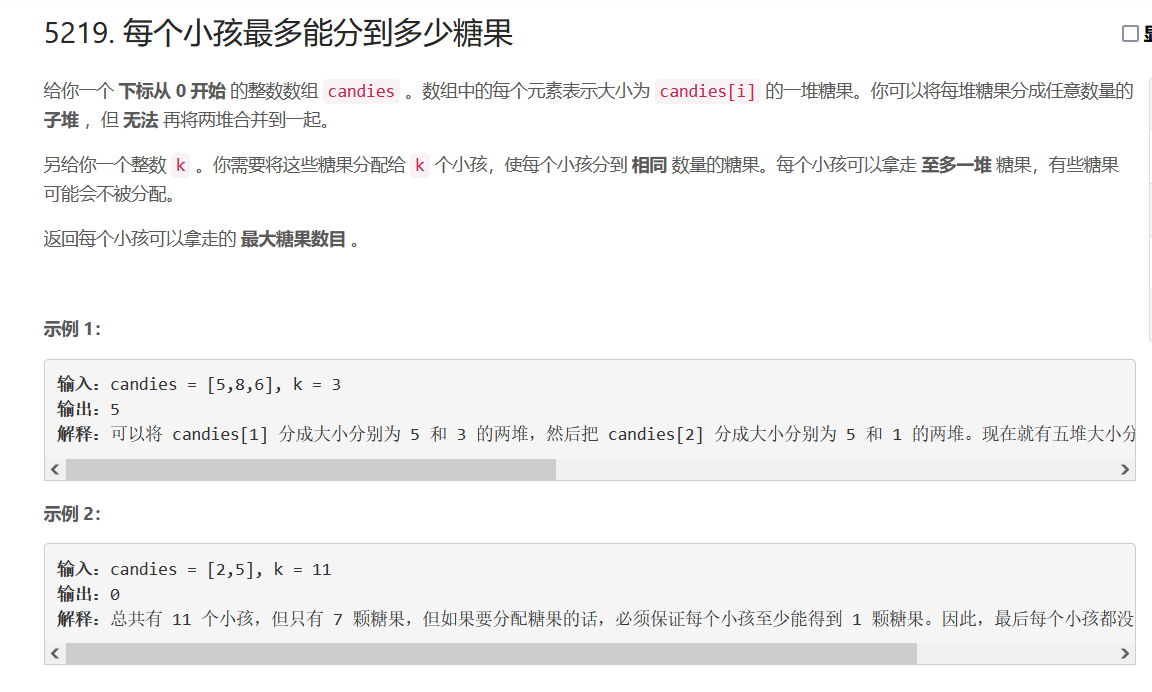 5219. 每个小孩最多能分到多少糖果
给你一个 下标从 0 开始 的整数数组 candies 。数组中的每个元素表示大小为 candies[i] 的一堆糖果。你可以将每堆糖果分成任意数量的
子堆 ，但 无法 再将两堆合并到一起。
另给你一个整数 k 。你需要将这些糖果分配给 k 个小孩，使每个小孩分到 相同 数量的糖果。每个小孩可以拿走 至多一堆 糖果，有些糖果
可能会不被分配。
返回每个小孩可以拿走的 最大糖果数目 。
示例 1：
输入：candies = [5,8,6], k = 3
输出：5
解释：可以将 candies[1] 分成大小分别为 5 和 3 的两堆，然后把 candies[2] 分成大小分别为 5 和 1 的两堆。现在就有五堆大小分
示例 2：
输入：candies = [2,5], k = 11
输出：0
解释：总共有 11 个小孩，但只有 7 颗糖果，但如果要分配糖果的话，必须保证每个小孩至少能得到 1 颗糖果。因此，最后每个小孩都没